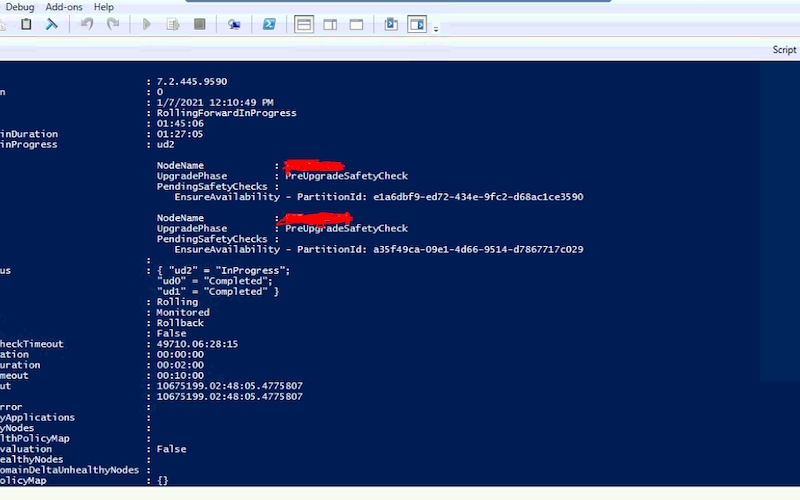 Debug Add-ons Help
Script
: 7.2.445.9590
n : 0
: 1/7/2021 12:10:49 PM
: RollingForwardInProgress
: 01:45:06
inDuration : 01:27:05
inProgress : ud2
NodeName :
UpgradePhase : PreUpgradeSafetyCheck
PendingSafetyChecks :
EnsureAvailability - PartitionId: e1a6dbf9-ed72-434e-9fc2-d68ac1ce3590
NodeName :
UpgradePhase : PreUpgradeSafetyCheck
PendingSafetyChecks :
EnsureAvailability - PartitionId: a35f49ca-09e1-4d66-9514-d7867717c029
:
us : { "ud2" = "InProgress";
"ud0" = "Completed";
"ud1" = "Completed" }
: Rolling
: Monitored
: Rollback
: False
heckTimeout : 49710.06:28:15
ation : 00:00:00
uration : 00:02:00
meout : 00:10:00
ut : 10675199.02:48:05.4775807
: 10675199.02:48:05.4775807
rror :
yApplications :
yNodes :
lthPolicyMap :
valuation : False
ealthyNodes :
omainDeltaUnhealthyNodes :
olicyMap : {}